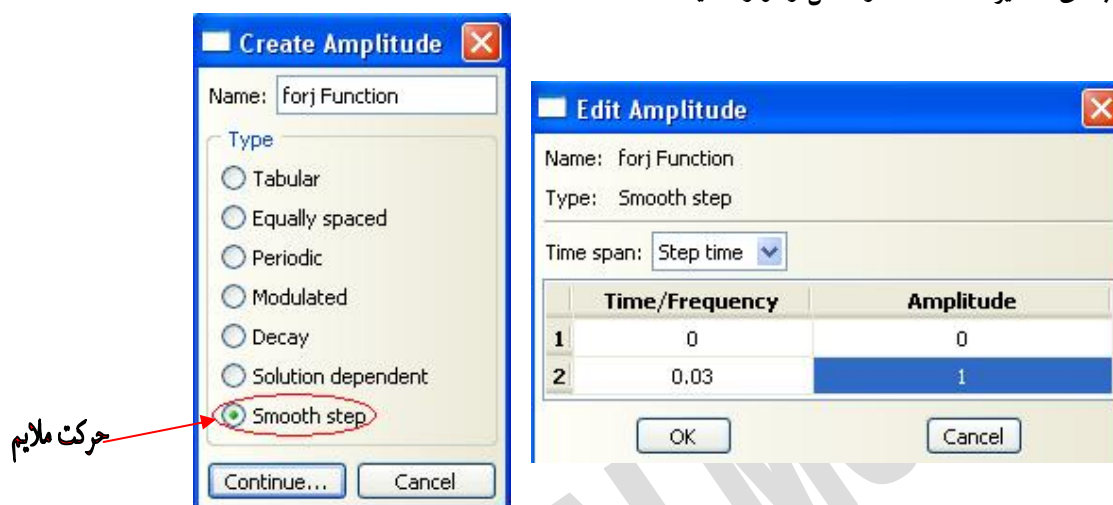 Create Amplitude
Name: forj Function
Type
Tabular
Equally spaced
Periodic
Modulated
Decay
Solution dependent
Smooth step
Continue...
Cancel
حرکت ملایم
Edit Amplitude
Name: forj Function
Type: Smooth step
Time span: Step time
Time/Frequency Amplitude
1 0 0
2 0.03 1
OK
Cancel